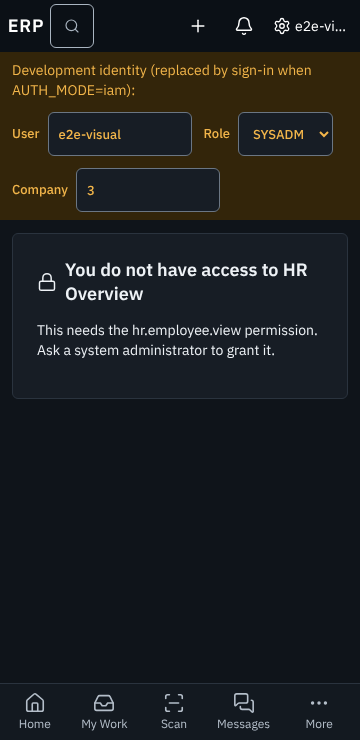 ERP
e2e-vi...
Development identity (replaced by sign-in when
AUTH_MODE=iam):
User e2e-visual Role SYSADM
Company 3
You do not have access to HR
Overview
This needs the hr.employee.view permission.
Ask a system administrator to grant it.
Home My Work Scan Messages More